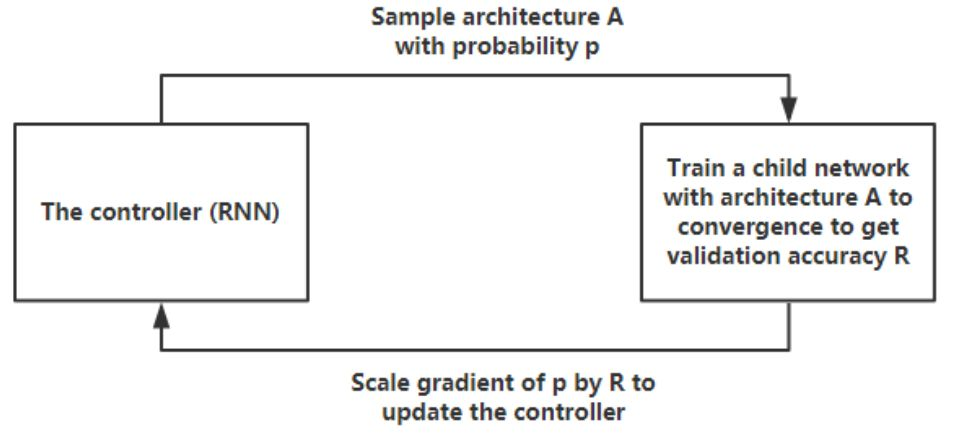 Sample architecture A
with probability p
The controller (RNN)
Train a child network
with architecture A to
convergence to get
validation accuracy R
Scale gradient of p by R to
update the controller